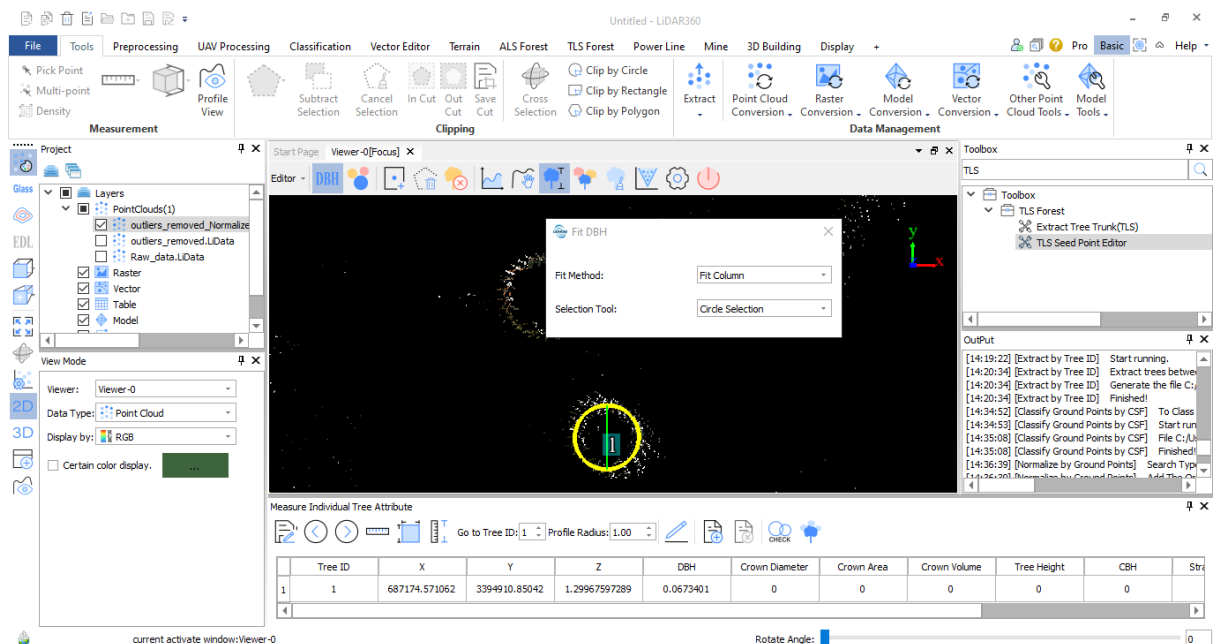 Untitled - LiDAR360
File Tools Preprocessing UAV Processing Classification Vector Editor Terrain ALS Forest TLS Forest Power Line Mine 3D Building Display + Pro Basic Help
Pick Point
Multi-point
Density
Profile View
Measurement
Subtract Selection
Cancel Selection
In Cut
Out Cut
Save Cut
Cross Selection
Clip by Circle
Clip by Rectangle
Clip by Polygon
Clipping
Extract
Point Cloud Conversion
Raster Conversion
Model Conversion
Vector Conversion
Other Point Cloud Tools
Model Tools
Data Management
Glass
EDL
2D
3D
Project
Layers
PointClouds(1)
outliers_removed_Normalize
outliers_removed.LiData
Raw_data.LiData
Raster
Vector
Table
Model
View Mode
Viewer: Viewer-0
Data Type: Point Cloud
Display by: RGB
Certain color display. ...
Start Page Viewer-0[Focus]
Editor DBH
Fit DBH
Fit Method: Fit Column
Selection Tool: Circle Selection
y
x
1
Toolbox
TLS
Toolbox
TLS Forest
Extract Tree Trunk(TLS)
TLS Seed Point Editor
OutPut
[14:19:22] [Extract by Tree ID] Start running.
[14:20:34] [Extract by Tree ID] Extract trees betwe
[14:20:34] [Extract by Tree ID] Generate the file C:/
[14:20:34] [Extract by Tree ID] Finished!
[14:34:52] [Classify Ground Points by CSF] To Class
[14:34:53] [Classify Ground Points by CSF] Start run
[14:35:08] [Classify Ground Points by CSF] File C:/U
[14:35:08] [Classify Ground Points by CSF] Finished!
[14:36:39] [Normalize by Ground Points] Search Typ
Measure Individual Tree Attribute
Go to Tree ID: 1 Profile Radius: 1.00 CHECK
Tree ID X Y Z DBH Crown Diameter Crown Area Crown Volume Tree Height CBH Stra
1 1 687174.571062 3394910.85042 1.29967597289 0.0673401 0 0 0 0 0
current activate window:Viewer-0
Rotate Angle: 0